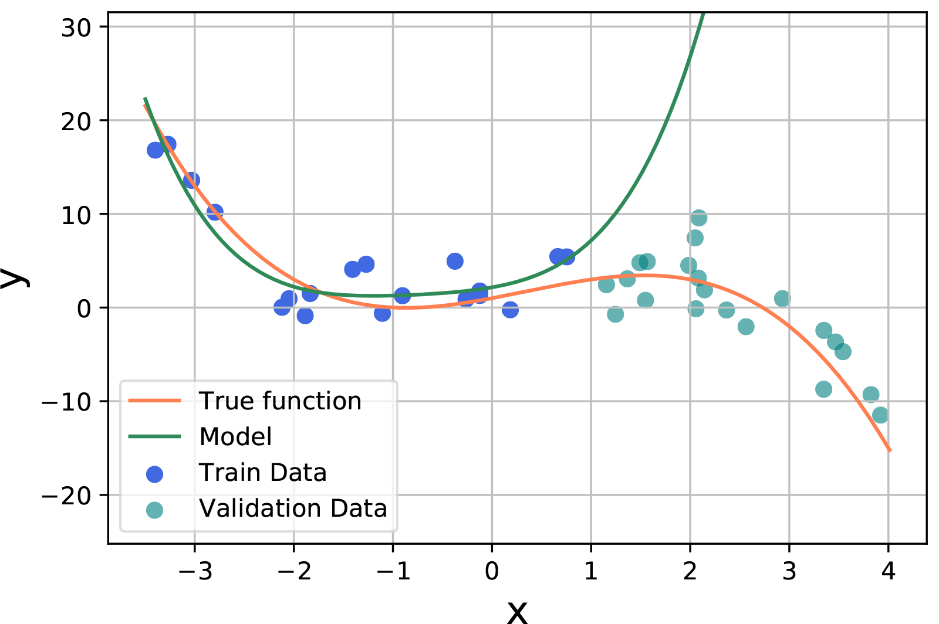 30
20
10
0
−10
−20
y
True function
Model
Train Data
Validation Data
−3 −2 −1 0 1 2 3 4
x